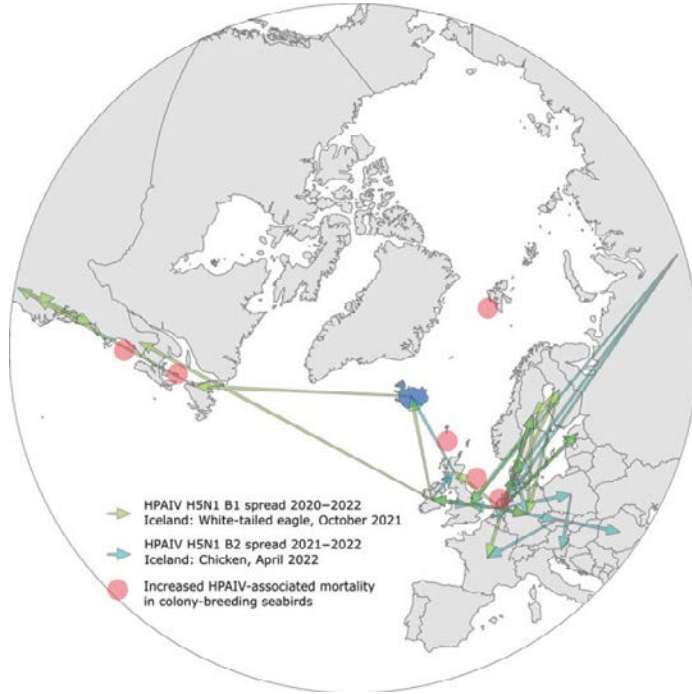 HPAIV H5N1 B1 spread 2020–2022
Iceland: White-tailed eagle, October 2021
HPAIV H5N1 B2 spread 2021–2022
Iceland: Chicken, April 2022
Increased HPAIV-associated mortality
in colony-breeding seabirds